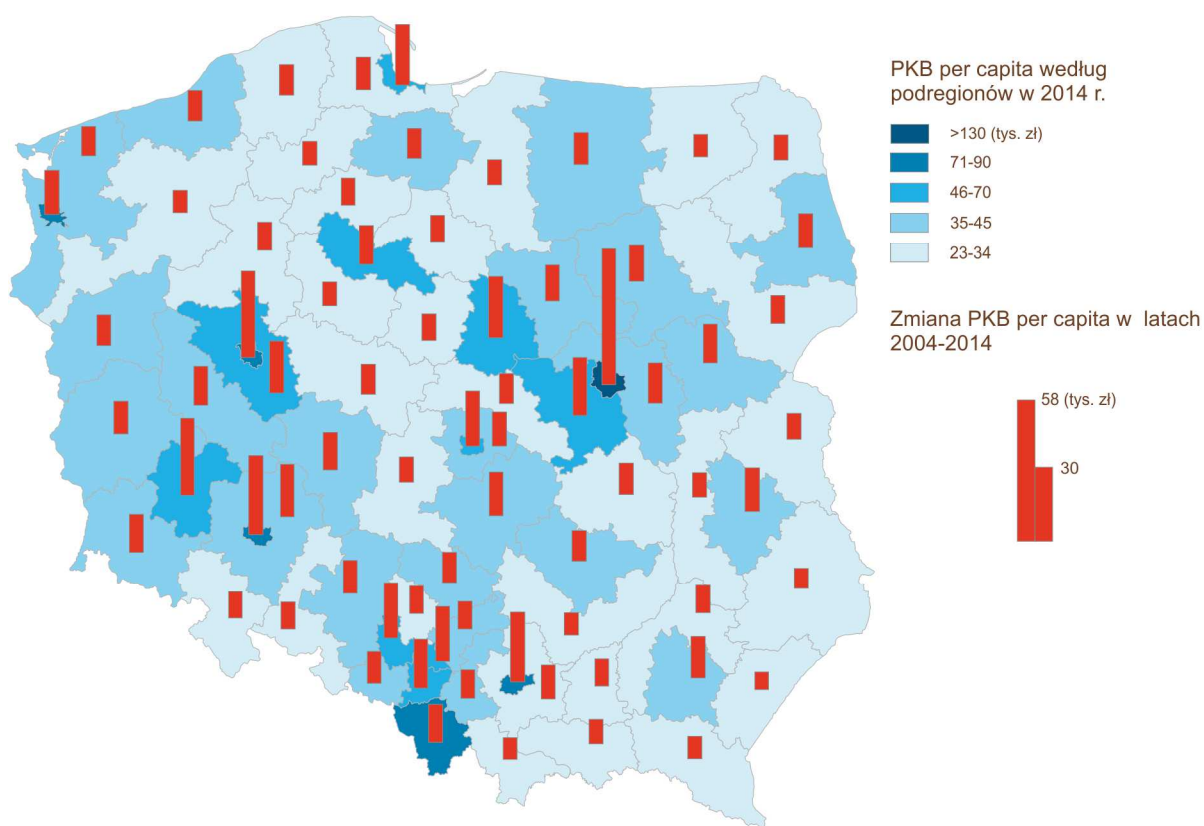 PKB per capita według
podregionów w 2014 r.
>130 (tys. zł)
71-90
46-70
35-45
23-34
Zmiana PKB per capita w latach
2004-2014
58 (tys. zł)
30